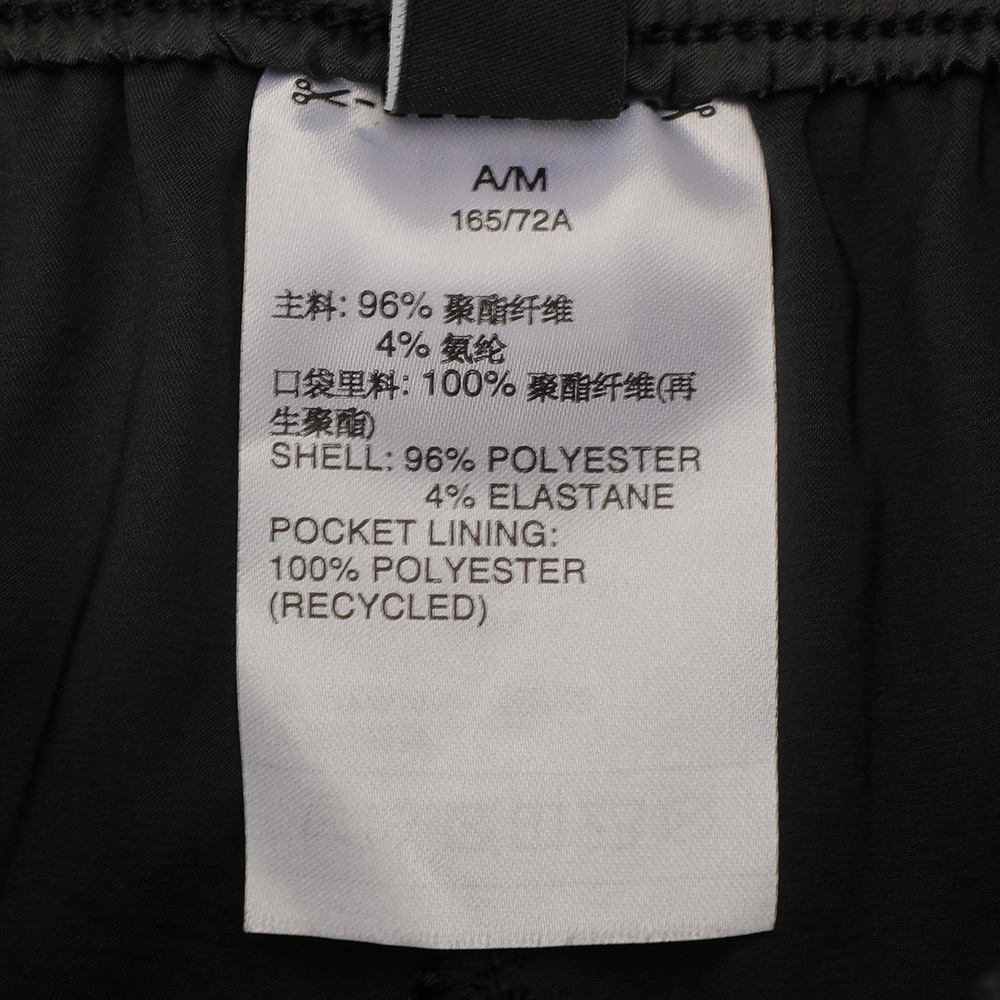 A/M
165/72A
主料: 96% 聚酯纤维
4% 氨纶
口袋里料: 100% 聚酯纤维(再
生聚酯)
SHELL: 96% POLYESTER
4% ELASTANE
POCKET LINING:
100% POLYESTER
(RECYCLED)